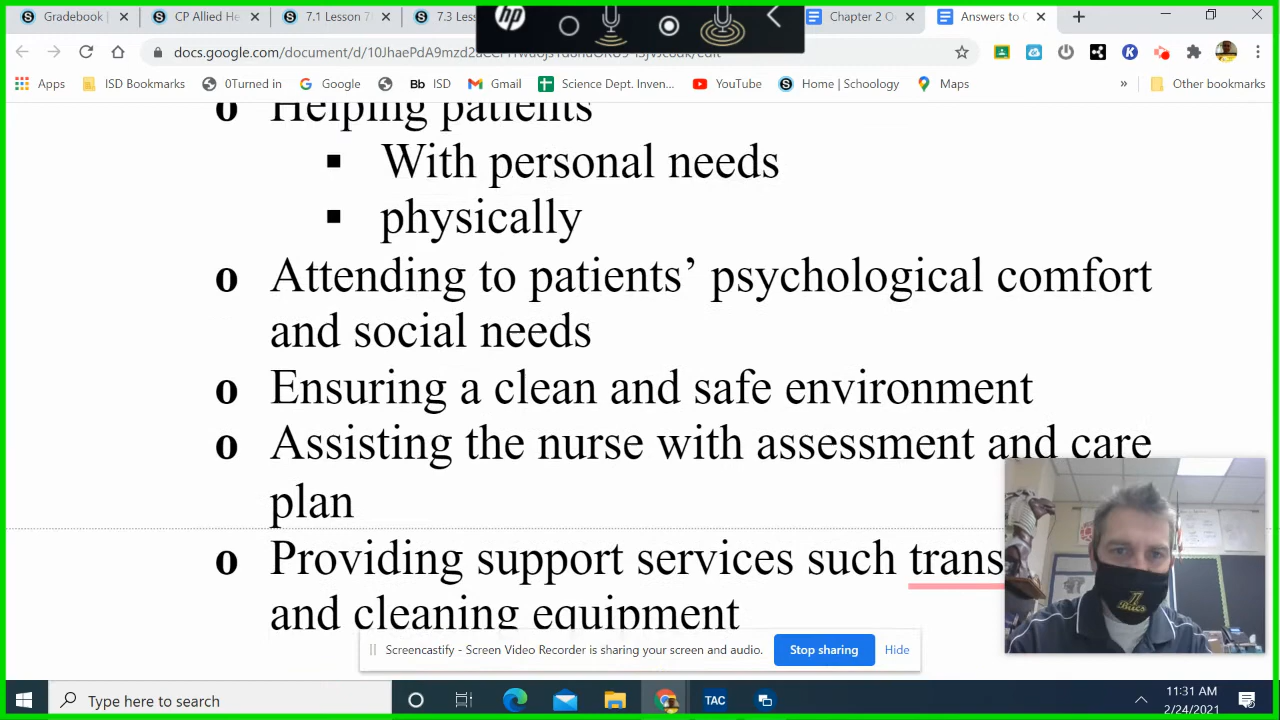 Gradebook
CP Allied He
7.1 Lesson 7
7.3 Less
hp
Chapter 2 O
Answers to C
docs.google.com/document/d/
edit
Apps
ISD Bookmarks
0Turned in
Google
Bb ISD
Gmail
Science Dept. Inven...
YouTube
Home | Schoology
Maps
»
Other bookmarks
o Helping patients
▪ With personal needs
▪ physically
o Attending to patients’ psychological comfort
and social needs
o Ensuring a clean and safe environment
o Assisting the nurse with assessment and care
plan
o Providing support services such trans
and cleaning equipment
Bucs
Screencastify - Screen Video Recorder is sharing your screen and audio.
Stop sharing
Hide
Type here to search
TAC
11:31 AM
2/24/2021